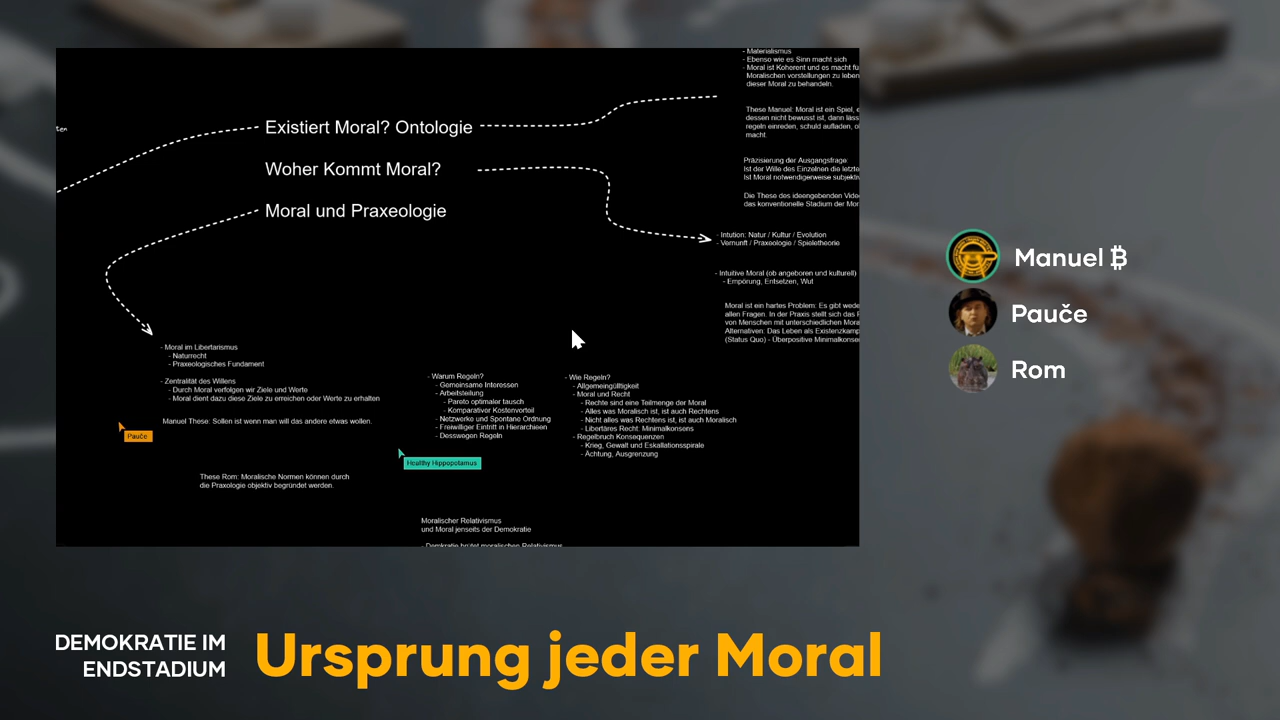 ten
Existiert Moral? Ontologie
Woher Kommt Moral?
Moral und Praxeologie
- Materialismus
- Ebenso wie es Sinn macht sich
- Moral ist Koherent und es macht fü
Moralischen vorstellungen zu leben
dieser Moral zu behandeln.
These Manuel: Moral ist ein Spiel, e
dessen nicht bewusst ist, dann läss
regeln einreden, schuld aufladen, o
macht.
Präzisierung der Ausgangsfrage:
Ist der Wille des Einzelnen die letzte
Ist Moral notwendigerweise subjektiv
Die These des ideengebenden Vide
das konventionelle Stadium der Mor
- Intution: Natur / Kultur / Evolution
- Vernunft / Praxeologie / Spieletheorie
- Intuitive Moral (ob angeboren und kulturell)
- Empörung, Entsetzen, Wut
Moral ist ein hartes Problem: Es gibt wede
allen Fragen. In der Praxis stellt sich das P
von Menschen mit unterschiedlichen Mora
Alternativen: Das Leben als Existenzkamp
(Status Quo) - Überpositive Minimalkonse
- Moral im Libertarismus
- Naturrecht
- Praxeologisches Fundament
- Zentralität des Willens
- Durch Moral verfolgen wir Ziele und Werte
- Moral dient dazu diese Ziele zu erreichen oder Werte zu erhalten
Manuel These: Sollen ist wenn man will das andere etwas wollen.
Pauče
These Rom: Moralische Normen können durch
die Praxologie objektiv begründet werden.
- Warum Regeln?
- Gemeinsame Interessen
- Arbeitsteilung
- Pareto optimaler tausch
- Komparativer Kostenvorteil
- Netzwerke und Spontane Ordnung
- Freiwilliger Eintritt in Hierarchieen
- Desswegen Regeln
Healthy Hippopotamus
- Wie Regeln?
- Allgemeingülltigkeit
- Moral und Recht
- Rechte sind eine Teilmenge der Moral
- Alles was Moralisch ist, ist auch Rechtens
- Nicht alles was Rechtens ist, ist auch Moralisch
- Libertäres Recht: Minimalkonsens
- Regelbruch Konsequenzen
- Krieg, Gewalt und Eskallationsspirale
- Ächtung, Ausgrenzung
Moralischer Relativismus
und Moral jenseits der Demokratie
- Demkratie brütet moralischen Relativismus
Manuel ₿
Pauče
Rom
DEMOKRATIE IM
ENDSTADIUM
Ursprung jeder Moral